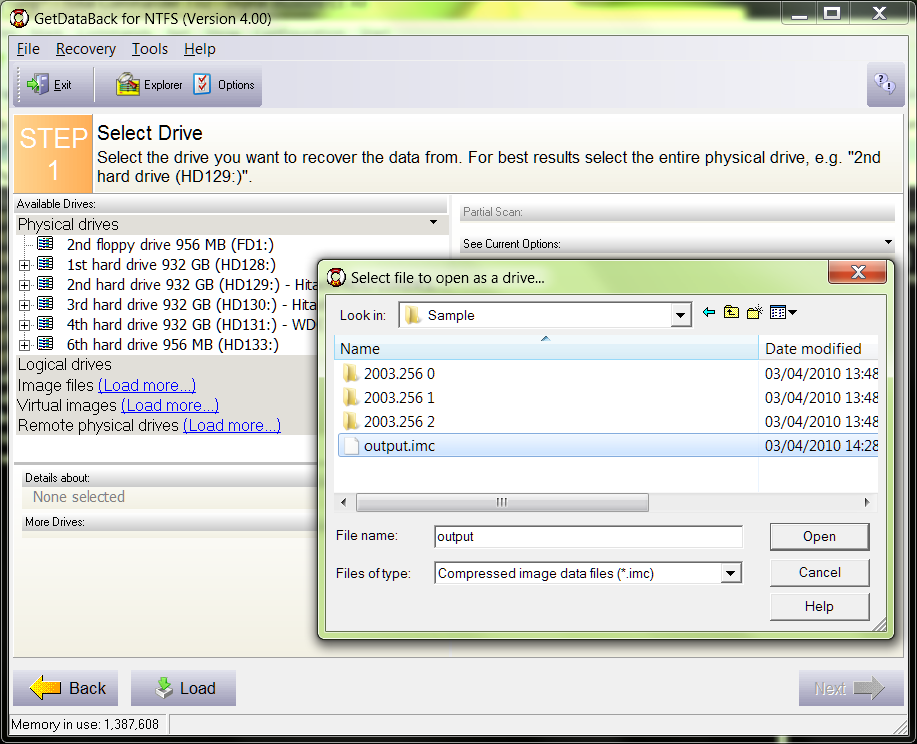 GetDataBack for NTFS (Version 4.00)
File Recovery Tools Help
Exit Explorer Options
STEP 1
Select Drive
Select the drive you want to recover the data from. For best results select the entire physical drive, e.g. "2nd
hard drive (HD129:)".
Available Drives:
Physical drives
2nd floppy drive 956 MB (FD1:)
1st hard drive 932 GB (HD128:)
2nd hard drive 932 GB (HD129:) - Hita
3rd hard drive 932 GB (HD130:) - Hita
4th hard drive 932 GB (HD131:) - WD
6th hard drive 956 MB (HD133:)
Logical drives
Image files (Load more...)
Virtual images (Load more...)
Remote physical drives (Load more...)
Details about:
None selected
More Drives:
Partial Scan:
See Current Options:
Select file to open as a drive...
Look in: Sample
Name Date modified
2003.256 0 03/04/2010 13:48
2003.256 1 03/04/2010 13:48
2003.256 2 03/04/2010 13:48
output.imc 03/04/2010 14:28
File name: output Open
Files of type: Compressed image data files (*.imc) Cancel
Help
Back Load Next
Memory in use: 1,387,608